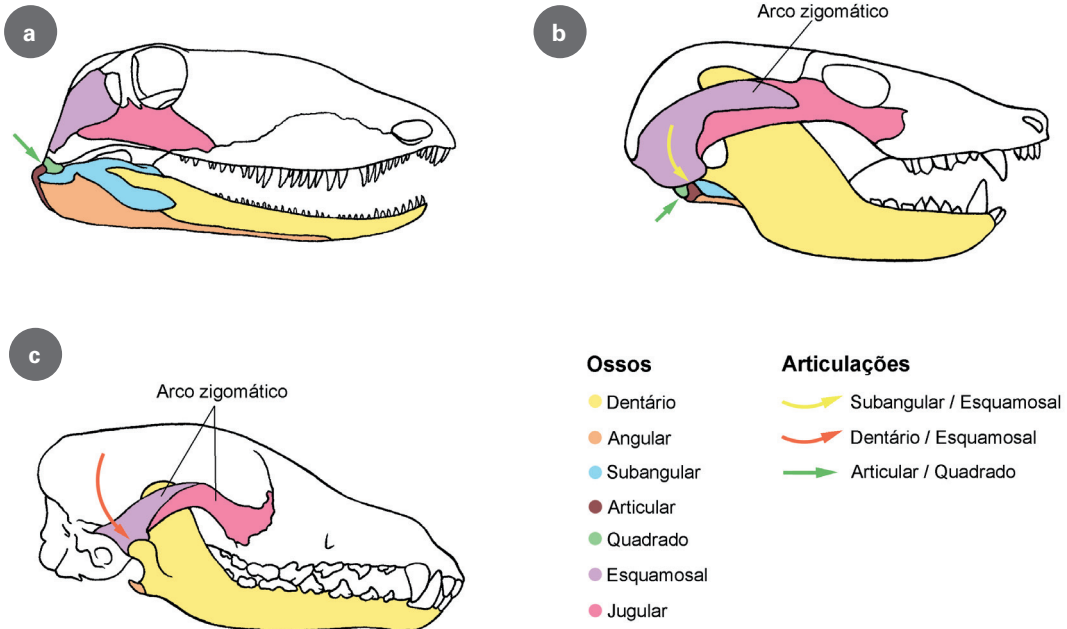 a
b
Arco zigomático
c
Arco zigomático
Ossos
Dentário
Angular
Subangular
Articular
Quadrado
Esquamosal
Jugular
Articulações
Subangular / Esquamosal
Dentário / Esquamosal
Articular / Quadrado